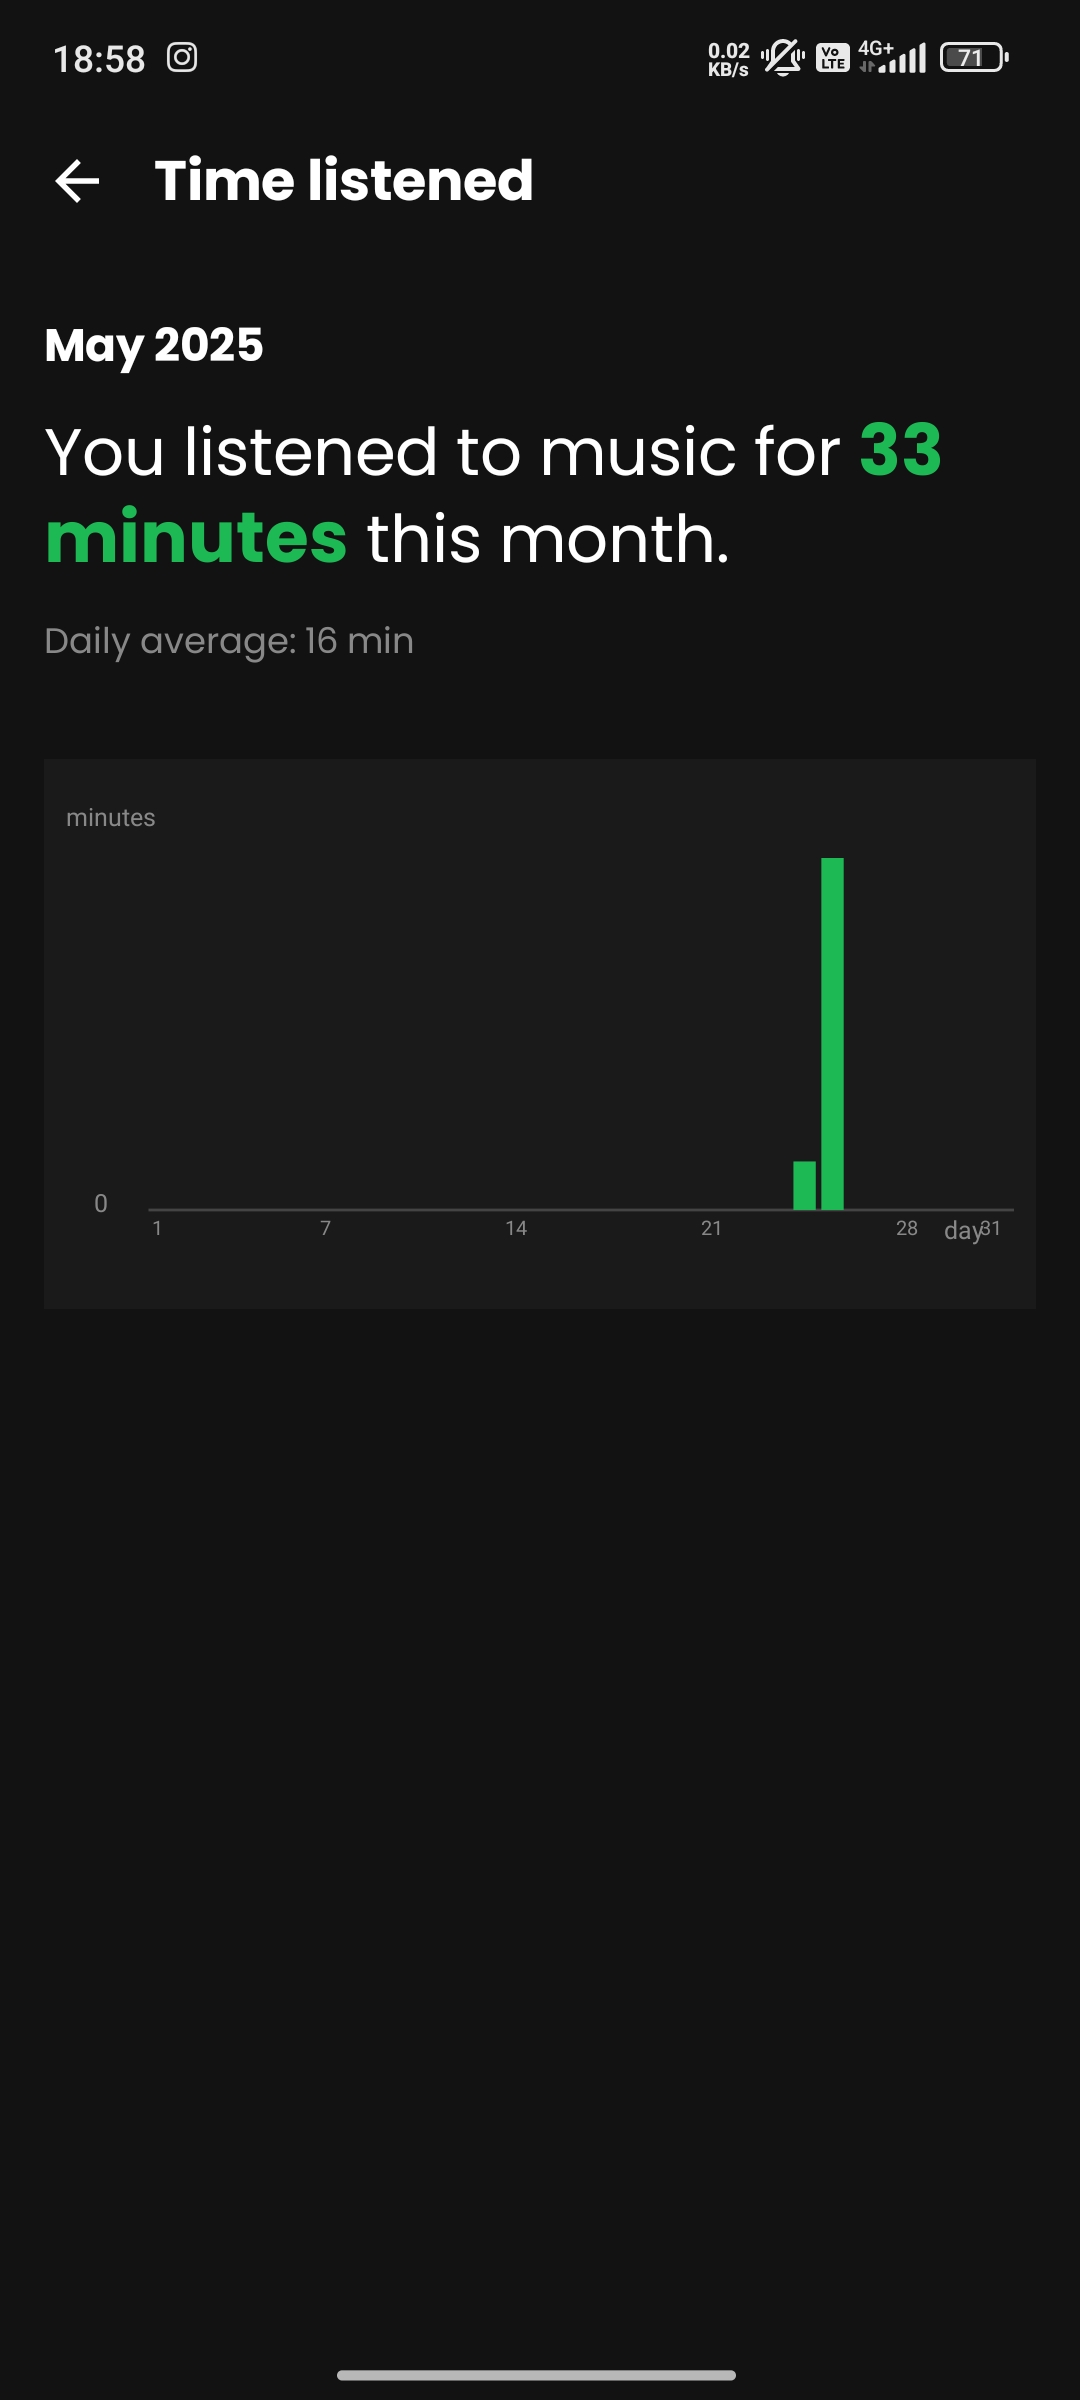 18:58
0.02
KB/s
Vo
LTE
4G+
71
Time listened
May 2025
You listened to music for 33
minutes this month.
Daily average: 16 min
minutes
0
1 7 14 21 28 day 31